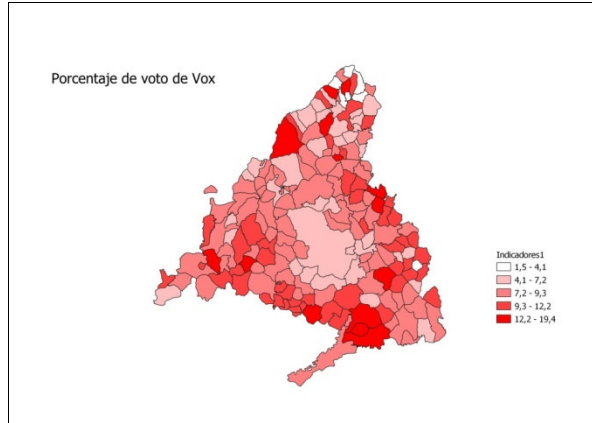 Porcentaje de voto de Vox
Indicadores1
1,5 - 4,1
4,1 - 7,2
7,2 - 9,3
9,3 - 12,2
12,2 - 19,4